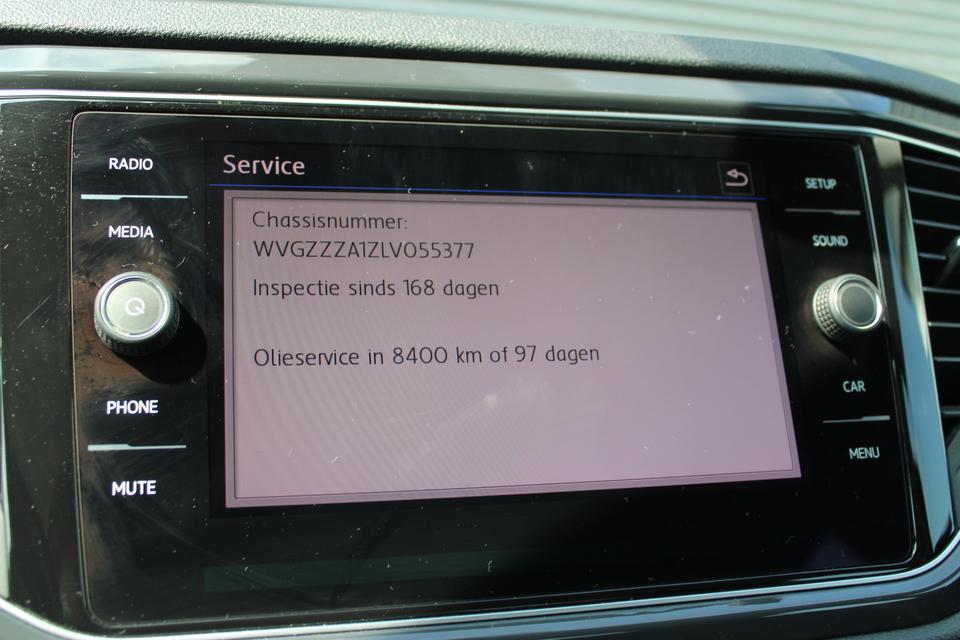 RADIO
MEDIA
PHONE
MUTE
Service
Chassisnummer:
WVGZZZA1ZLV055377
Inspectie sinds 168 dagen
Olieservice in 8400 km of 97 dagen
SETUP
SOUND
CAR
MENU